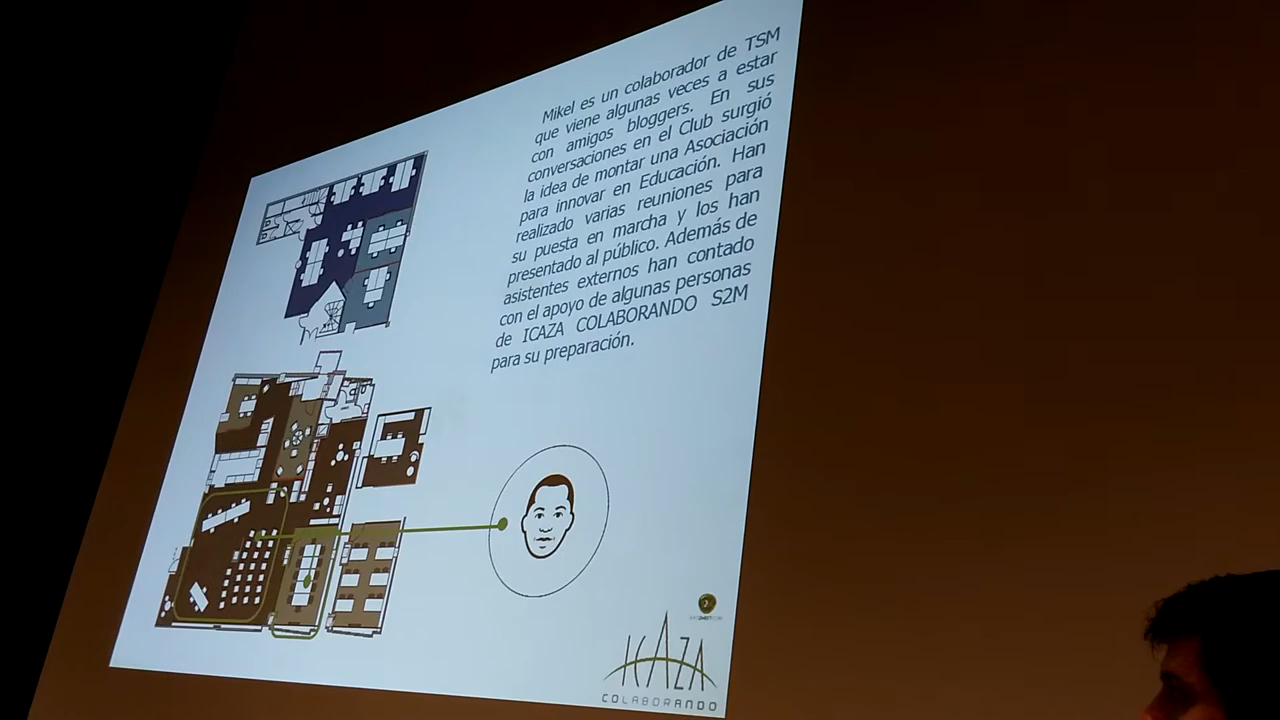 Mikel es un colaborador de TSM
que viene algunas veces a estar
con amigos bloggers. En sus
conversaciones en el Club surgió
la idea de montar una Asociación
para innovar en Educación. Han
realizado varias reuniones para
su puesta en marcha y los han
presentado al público. Además de
asistentes externos han contado
con el apoyo de algunas personas
de ICAZA COLABORANDO S2M
para su preparación.
ICAZA
COLABORANDO